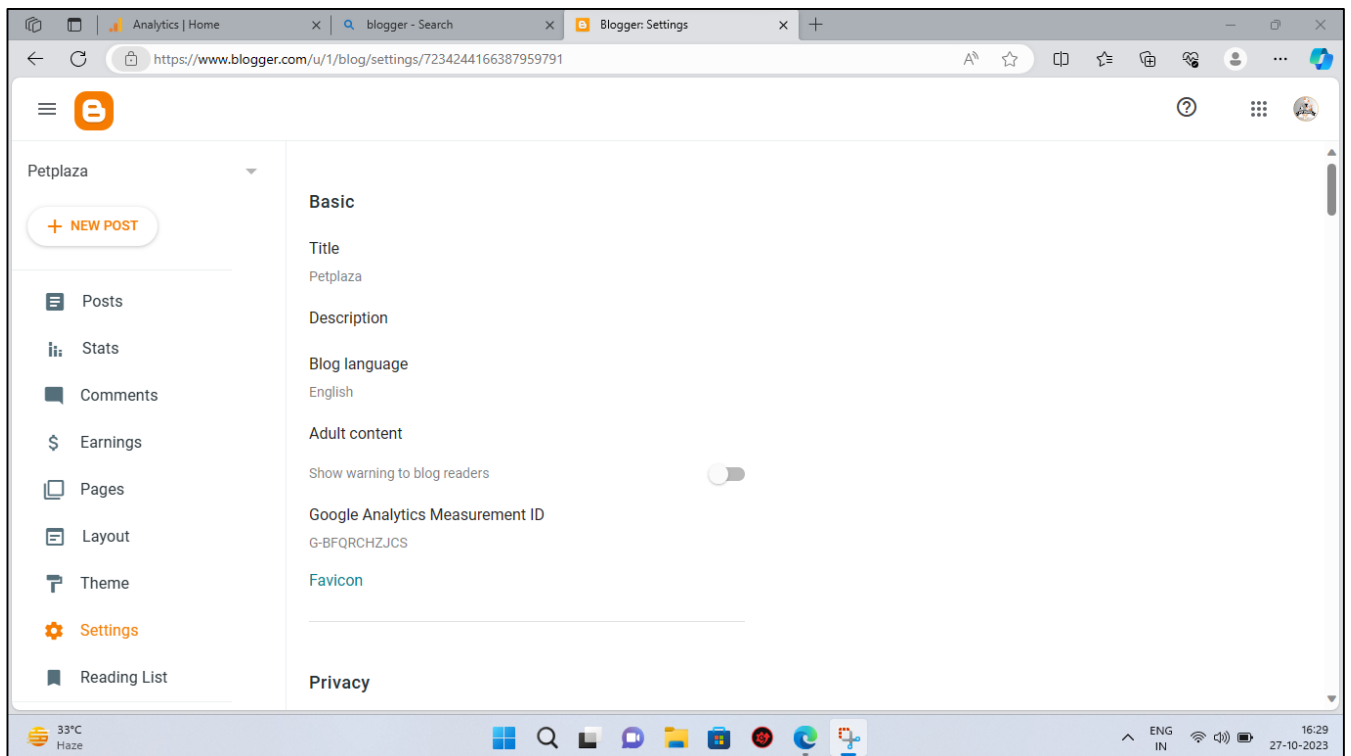 Analytics | Home
blogger - Search
Blogger: Settings
https://www.blogger.com/u/1/blog/settings/7234244166387959791
Petplaza
NEW POST
Posts
Stats
Comments
Earnings
Pages
Layout
Theme
Settings
Reading List
Basic
Title
Petplaza
Description
Blog language
English
Adult content
Show warning to blog readers
Google Analytics Measurement ID
G-BFQRCHZJCS
Favicon
Privacy
33°C
Haze
ENG
IN
16:29
27-10-2023